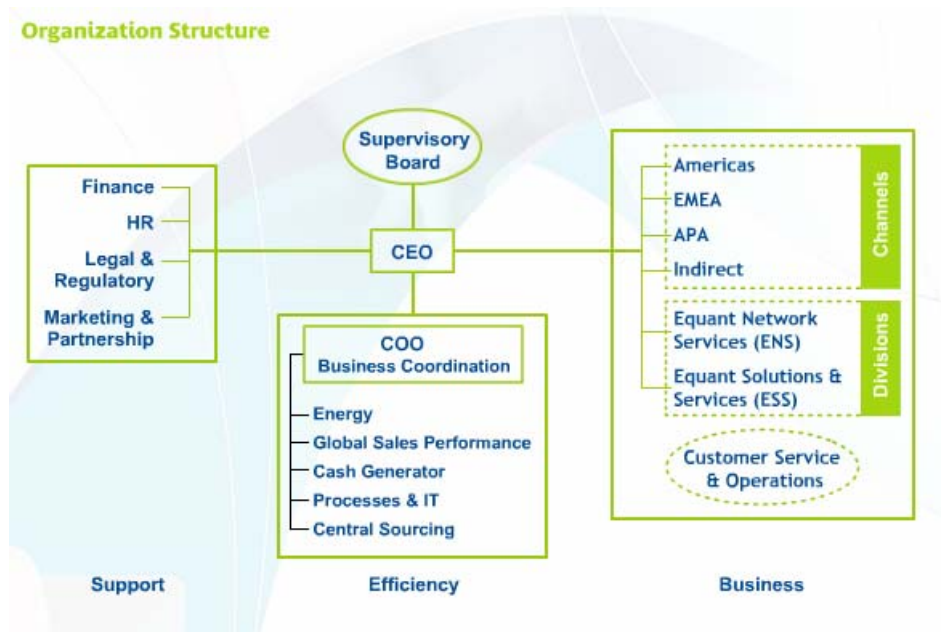 Organization Structure
Supervisory
Board
CEO
Finance
HR
Legal &
Regulatory
Marketing &
Partnership
COO
Business Coordination
Energy
Global Sales Performance
Cash Generator
Processes & IT
Central Sourcing
Americas
EMEA
APA
Indirect
Channels
Equant Network
Services (ENS)
Equant Solutions &
Services (ESS)
Divisions
Customer Service
& Operations
Support
Efficiency
Business